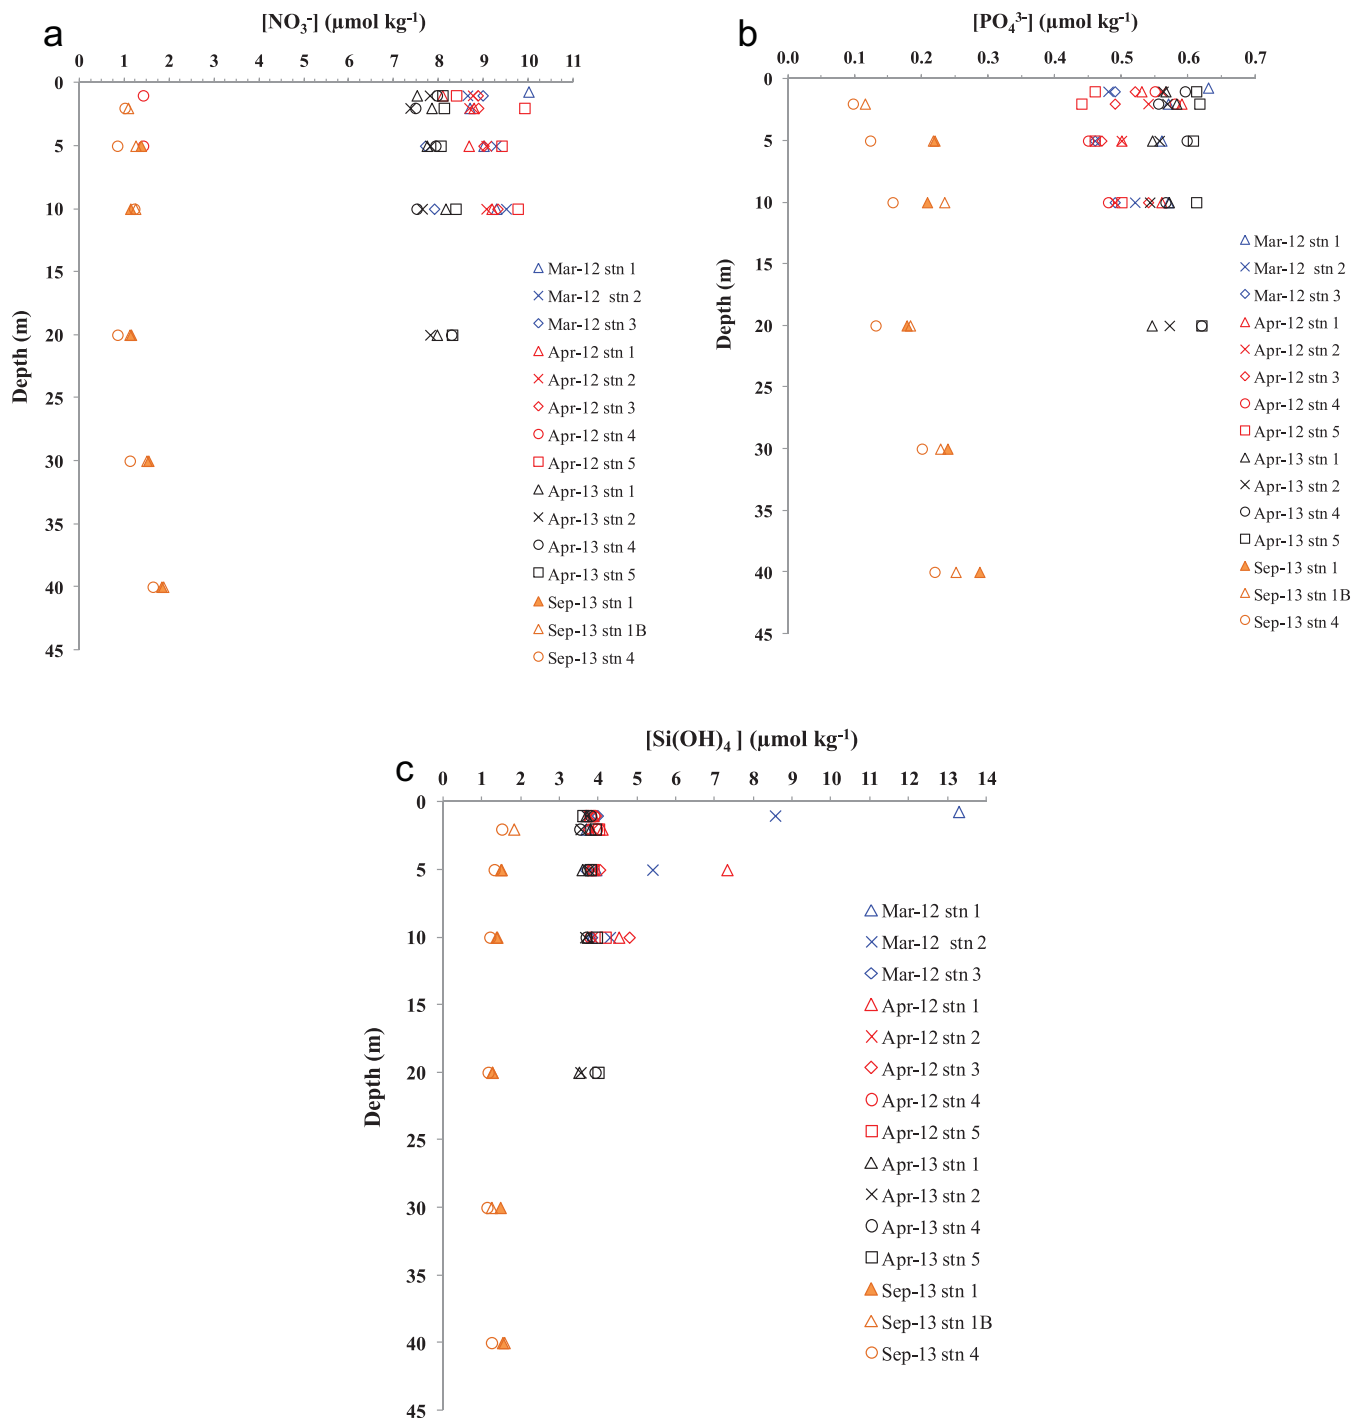 a
[NO₃⁻] (µmol kg⁻¹)
0 1 2 3 4 5 6 7 8 9 10 11
0
5
10
15
20
25
30
35
40
45
Depth (m)
Mar-12 stn 1
Mar-12 stn 2
Mar-12 stn 3
Apr-12 stn 1
Apr-12 stn 2
Apr-12 stn 3
Apr-12 stn 4
Apr-12 stn 5
Apr-13 stn 1
Apr-13 stn 2
Apr-13 stn 4
Apr-13 stn 5
Sep-13 stn 1
Sep-13 stn 1B
Sep-13 stn 4
b
[PO₄³⁻] (µmol kg⁻¹)
0.0 0.1 0.2 0.3 0.4 0.5 0.6 0.7
0
5
10
15
20
25
30
35
40
45
Depth (m)
Mar-12 stn 1
Mar-12 stn 2
Mar-12 stn 3
Apr-12 stn 1
Apr-12 stn 2
Apr-12 stn 3
Apr-12 stn 4
Apr-12 stn 5
Apr-13 stn 1
Apr-13 stn 2
Apr-13 stn 4
Apr-13 stn 5
Sep-13 stn 1
Sep-13 stn 1B
Sep-13 stn 4
c
[Si(OH)₄ ] (µmol kg⁻¹)
0 1 2 3 4 5 6 7 8 9 10 11 12 13 14
0
5
10
15
20
25
30
35
40
45
Depth (m)
Mar-12 stn 1
Mar-12 stn 2
Mar-12 stn 3
Apr-12 stn 1
Apr-12 stn 2
Apr-12 stn 3
Apr-12 stn 4
Apr-12 stn 5
Apr-13 stn 1
Apr-13 stn 2
Apr-13 stn 4
Apr-13 stn 5
Sep-13 stn 1
Sep-13 stn 1B
Sep-13 stn 4